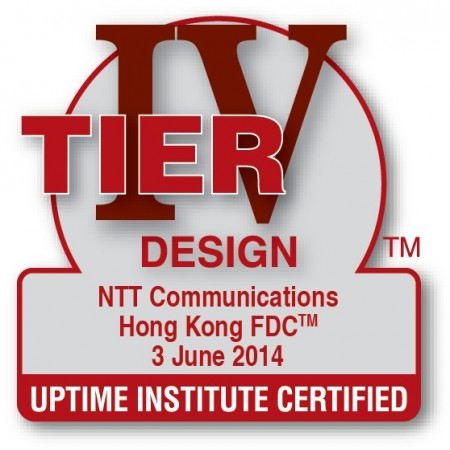 TIER IV
DESIGN
TM
NTT Communications
Hong Kong FDC™
3 June 2014
UPTIME INSTITUTE CERTIFIED